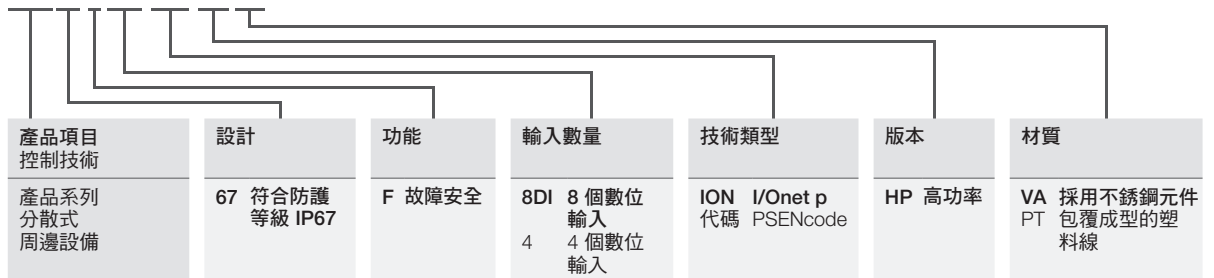 產品項目
控制技術
產品系列
分散式
周邊設備
設計
67 符合防護
等級 IP67
功能
F 故障安全
輸入數量
8DI 8 個數位
輸入
4 4 個數位
輸入
技術類型
ION I/Onet p
代碼 PSENcode
版本
HP 高功率
材質
VA 採用不銹鋼元件
PT 包覆成型的塑
料線